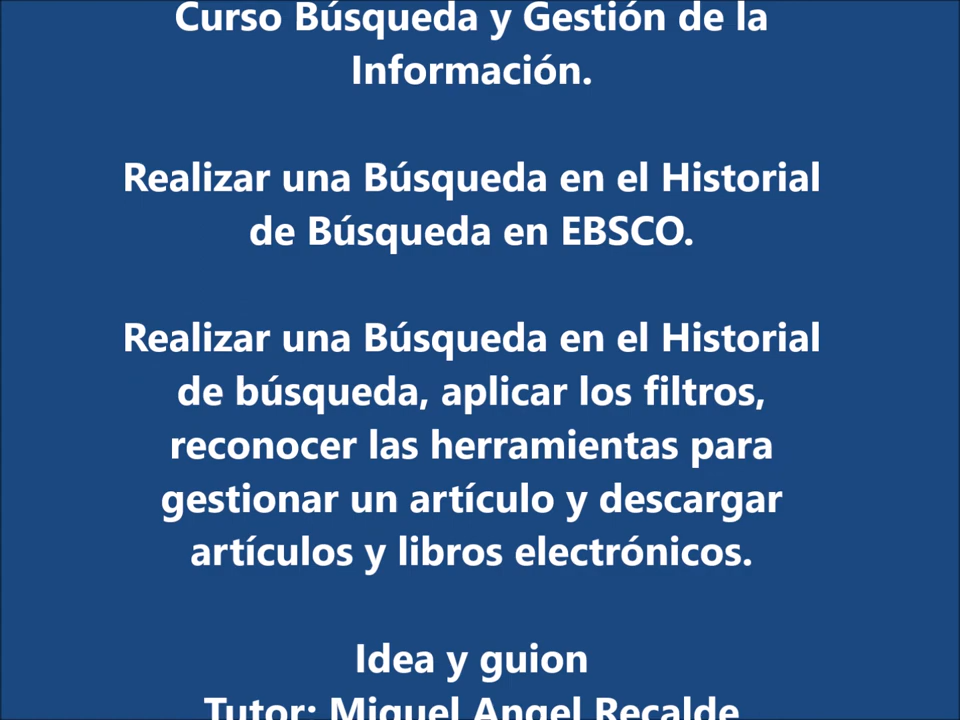 Curso Búsqueda y Gestión de la
Información.
Realizar una Búsqueda en el Historial
de Búsqueda en EBSCO.
Realizar una Búsqueda en el Historial
de búsqueda, aplicar los filtros,
reconocer las herramientas para
gestionar un artículo y descargar
artículos y libros electrónicos.
Idea y guion
Tutor: Miguel Angel Recalde